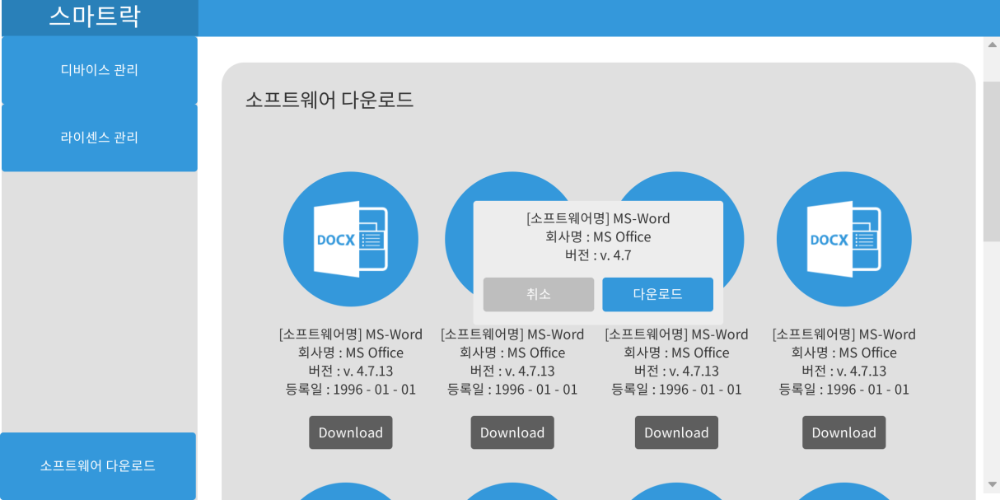 스마트락
디바이스 관리
라이센스 관리
소프트웨어 다운로드
소프트웨어 다운로드
DOCX
DOCX
[소프트웨어명] MS-Word
회사명 : MS Office
버전 : v. 4.7
취소
다운로드
[소프트웨어명] MS-Word
회사명 : MS Office
버전 : v. 4.7.13
등록일 : 1996 - 01 - 01
Download
[소프트웨어명] MS-Word
회사명 : MS Office
버전 : v. 4.7.13
등록일 : 1996 - 01 - 01
Download
[소프트웨어명] MS-Word
회사명 : MS Office
버전 : v. 4.7.13
등록일 : 1996 - 01 - 01
Download
[소프트웨어명] MS-Word
회사명 : MS Office
버전 : v. 4.7.13
등록일 : 1996 - 01 - 01
Download